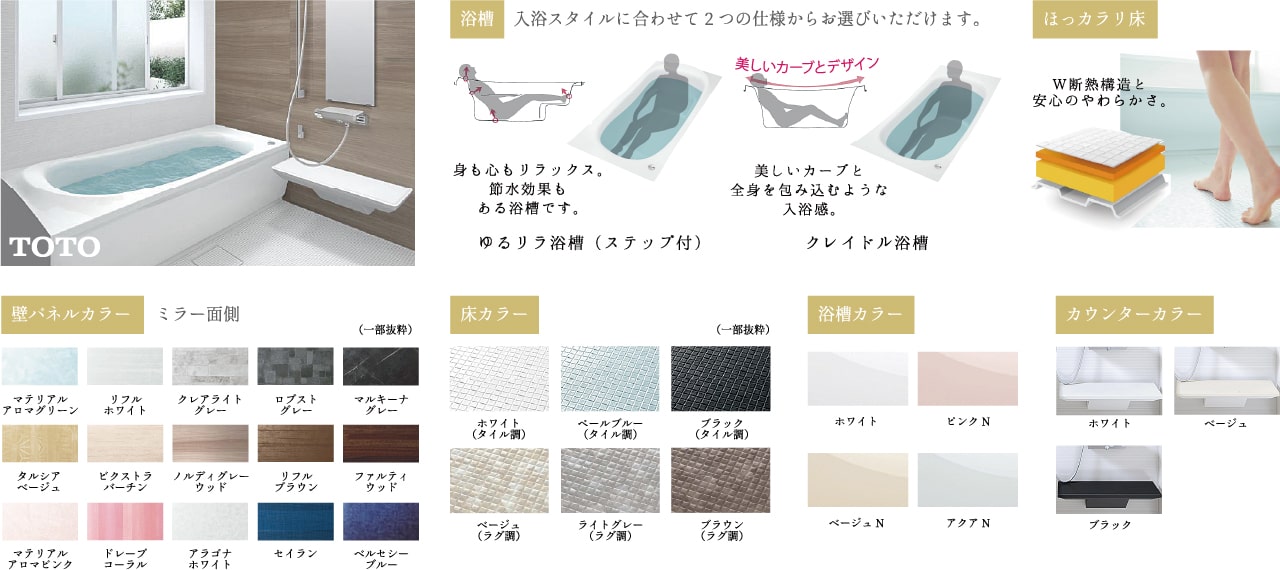 TOTO
浴槽
入浴スタイルに合わせて2つの仕様からお選びいただけます。
身も心もリラックス。
節水効果も
ある浴槽です。
ゆるリラ浴槽（ステップ付）
美しいカーブとデザイン
美しいカーブと
全身を包み込むような
入浴感。
クレイドル浴槽
ほっカラリ床
W断熱構造と
安心のやわらかさ。
壁パネルカラー
ミラー面側
（一部抜粋）
マテリアル
アロマグリーン
リフル
ホワイト
クレアライト
グレー
ロブスト
グレー
マルキーナ
グレー
タルシア
ベージュ
ピクストラ
バーチン
ノルディグレー
ウッド
リフル
ブラウン
ファルティ
ウッド
マテリアル
アロマピンク
ドレープ
コーラル
アラゴナ
ホワイト
セイラン
ベルセシー
ブルー
床カラー
（一部抜粋）
ホワイト
（タイル調）
ペールブルー
（タイル調）
ブラック
（タイル調）
ベージュ
（ラグ調）
ライトグレー
（ラグ調）
ブラウン
（ラグ調）
浴槽カラー
ホワイト
ピンクN
ベージュN
アクアN
カウンターカラー
ホワイト
ベージュ
ブラック